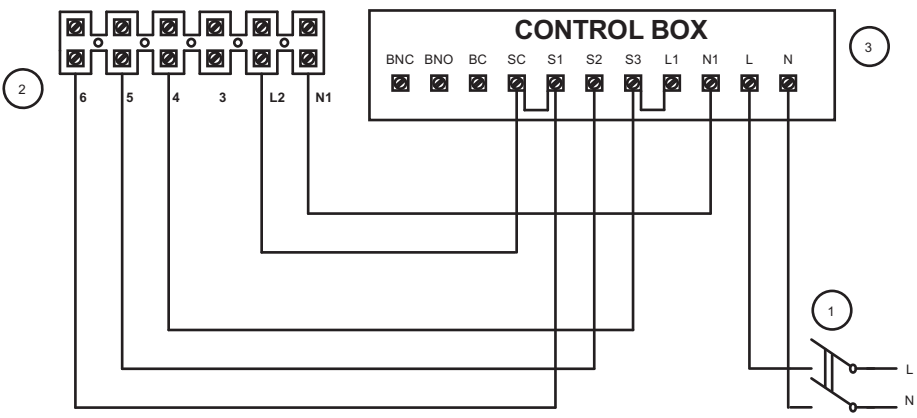 CONTROL BOX
BNC BNO BC SC S1 S2 S3 L1 N1 L N
3
2
6 5 4 3 L2 N1
1
L
N